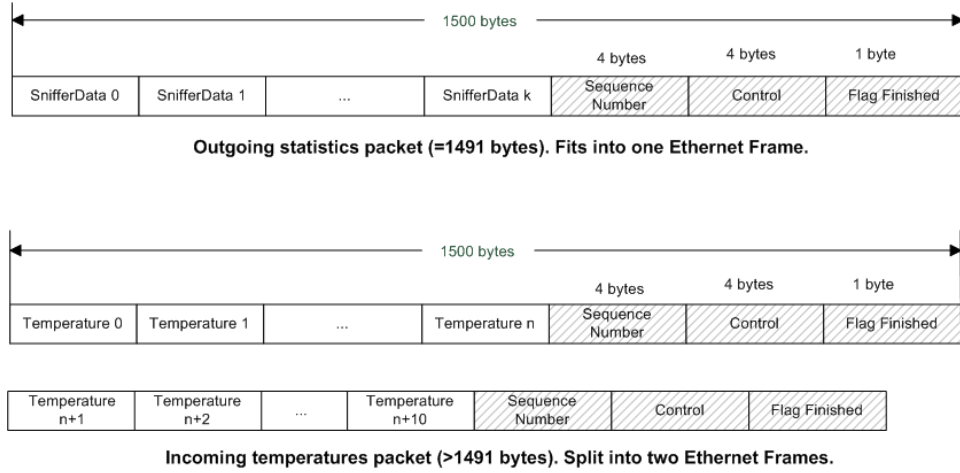 1500 bytes
4 bytes 4 bytes 1 byte
SnifferData 0 SnifferData 1 ... SnifferData k Sequence Number Control Flag Finished
Outgoing statistics packet (=1491 bytes). Fits into one Ethernet Frame.
1500 bytes
4 bytes 4 bytes 1 byte
Temperature 0 Temperature 1 ... Temperature n Sequence Number Control Flag Finished
Temperature n+1 Temperature n+2 ... Temperature n+10 Sequence Number Control Flag Finished
Incoming temperatures packet (>1491 bytes). Split into two Ethernet Frames.